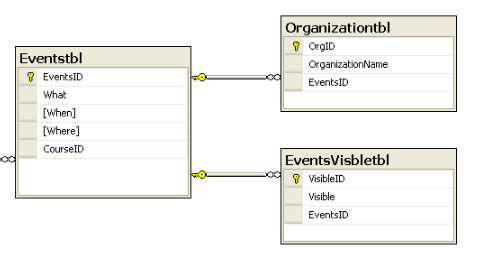 Eventstbl
EventsID
What
[When]
[Where]
CourseID
Organizationtbl
OrgID
OrganizationName
EventsID
EventsVisbletbl
VisibleID
Visible
EventsID